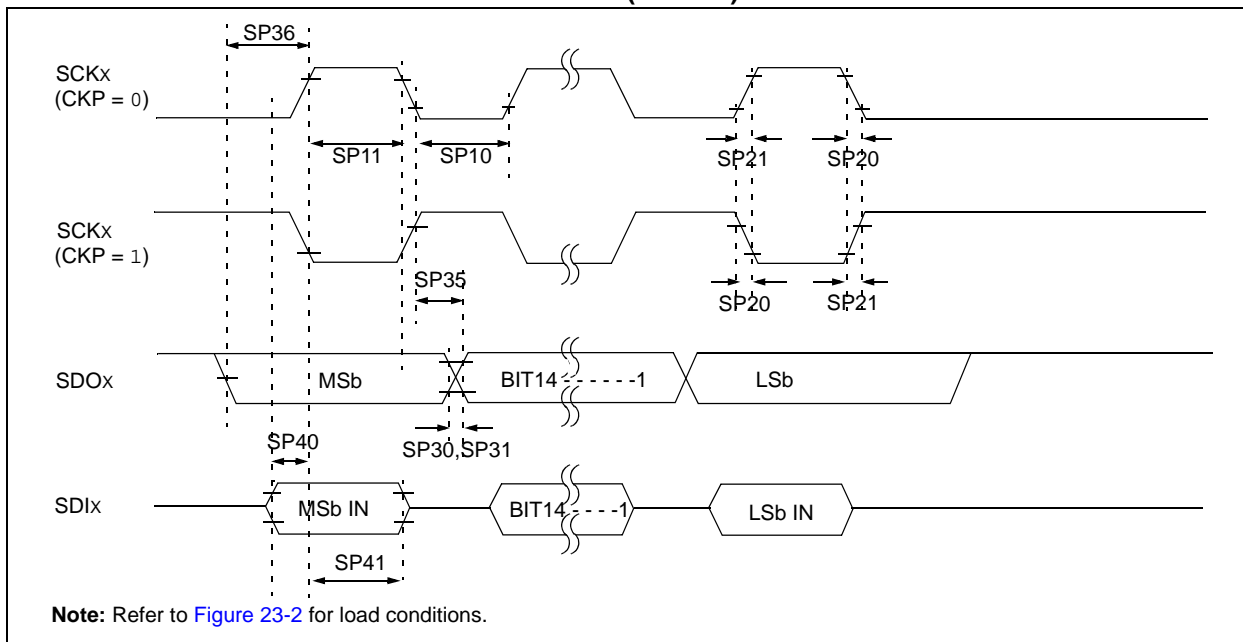 SP36
SCKX
(CKP = 0)
SP11
SP10
SP21
SP20
SCKX
(CKP = 1)
SP35
SP20
SP21
SDOX
MSb
BIT14 - - - - - -1
LSb
SP40
SP30,SP31
SDIX
MSb IN
BIT14 - - - -1
LSb IN
SP41
Note: Refer to Figure 23-2 for load conditions.